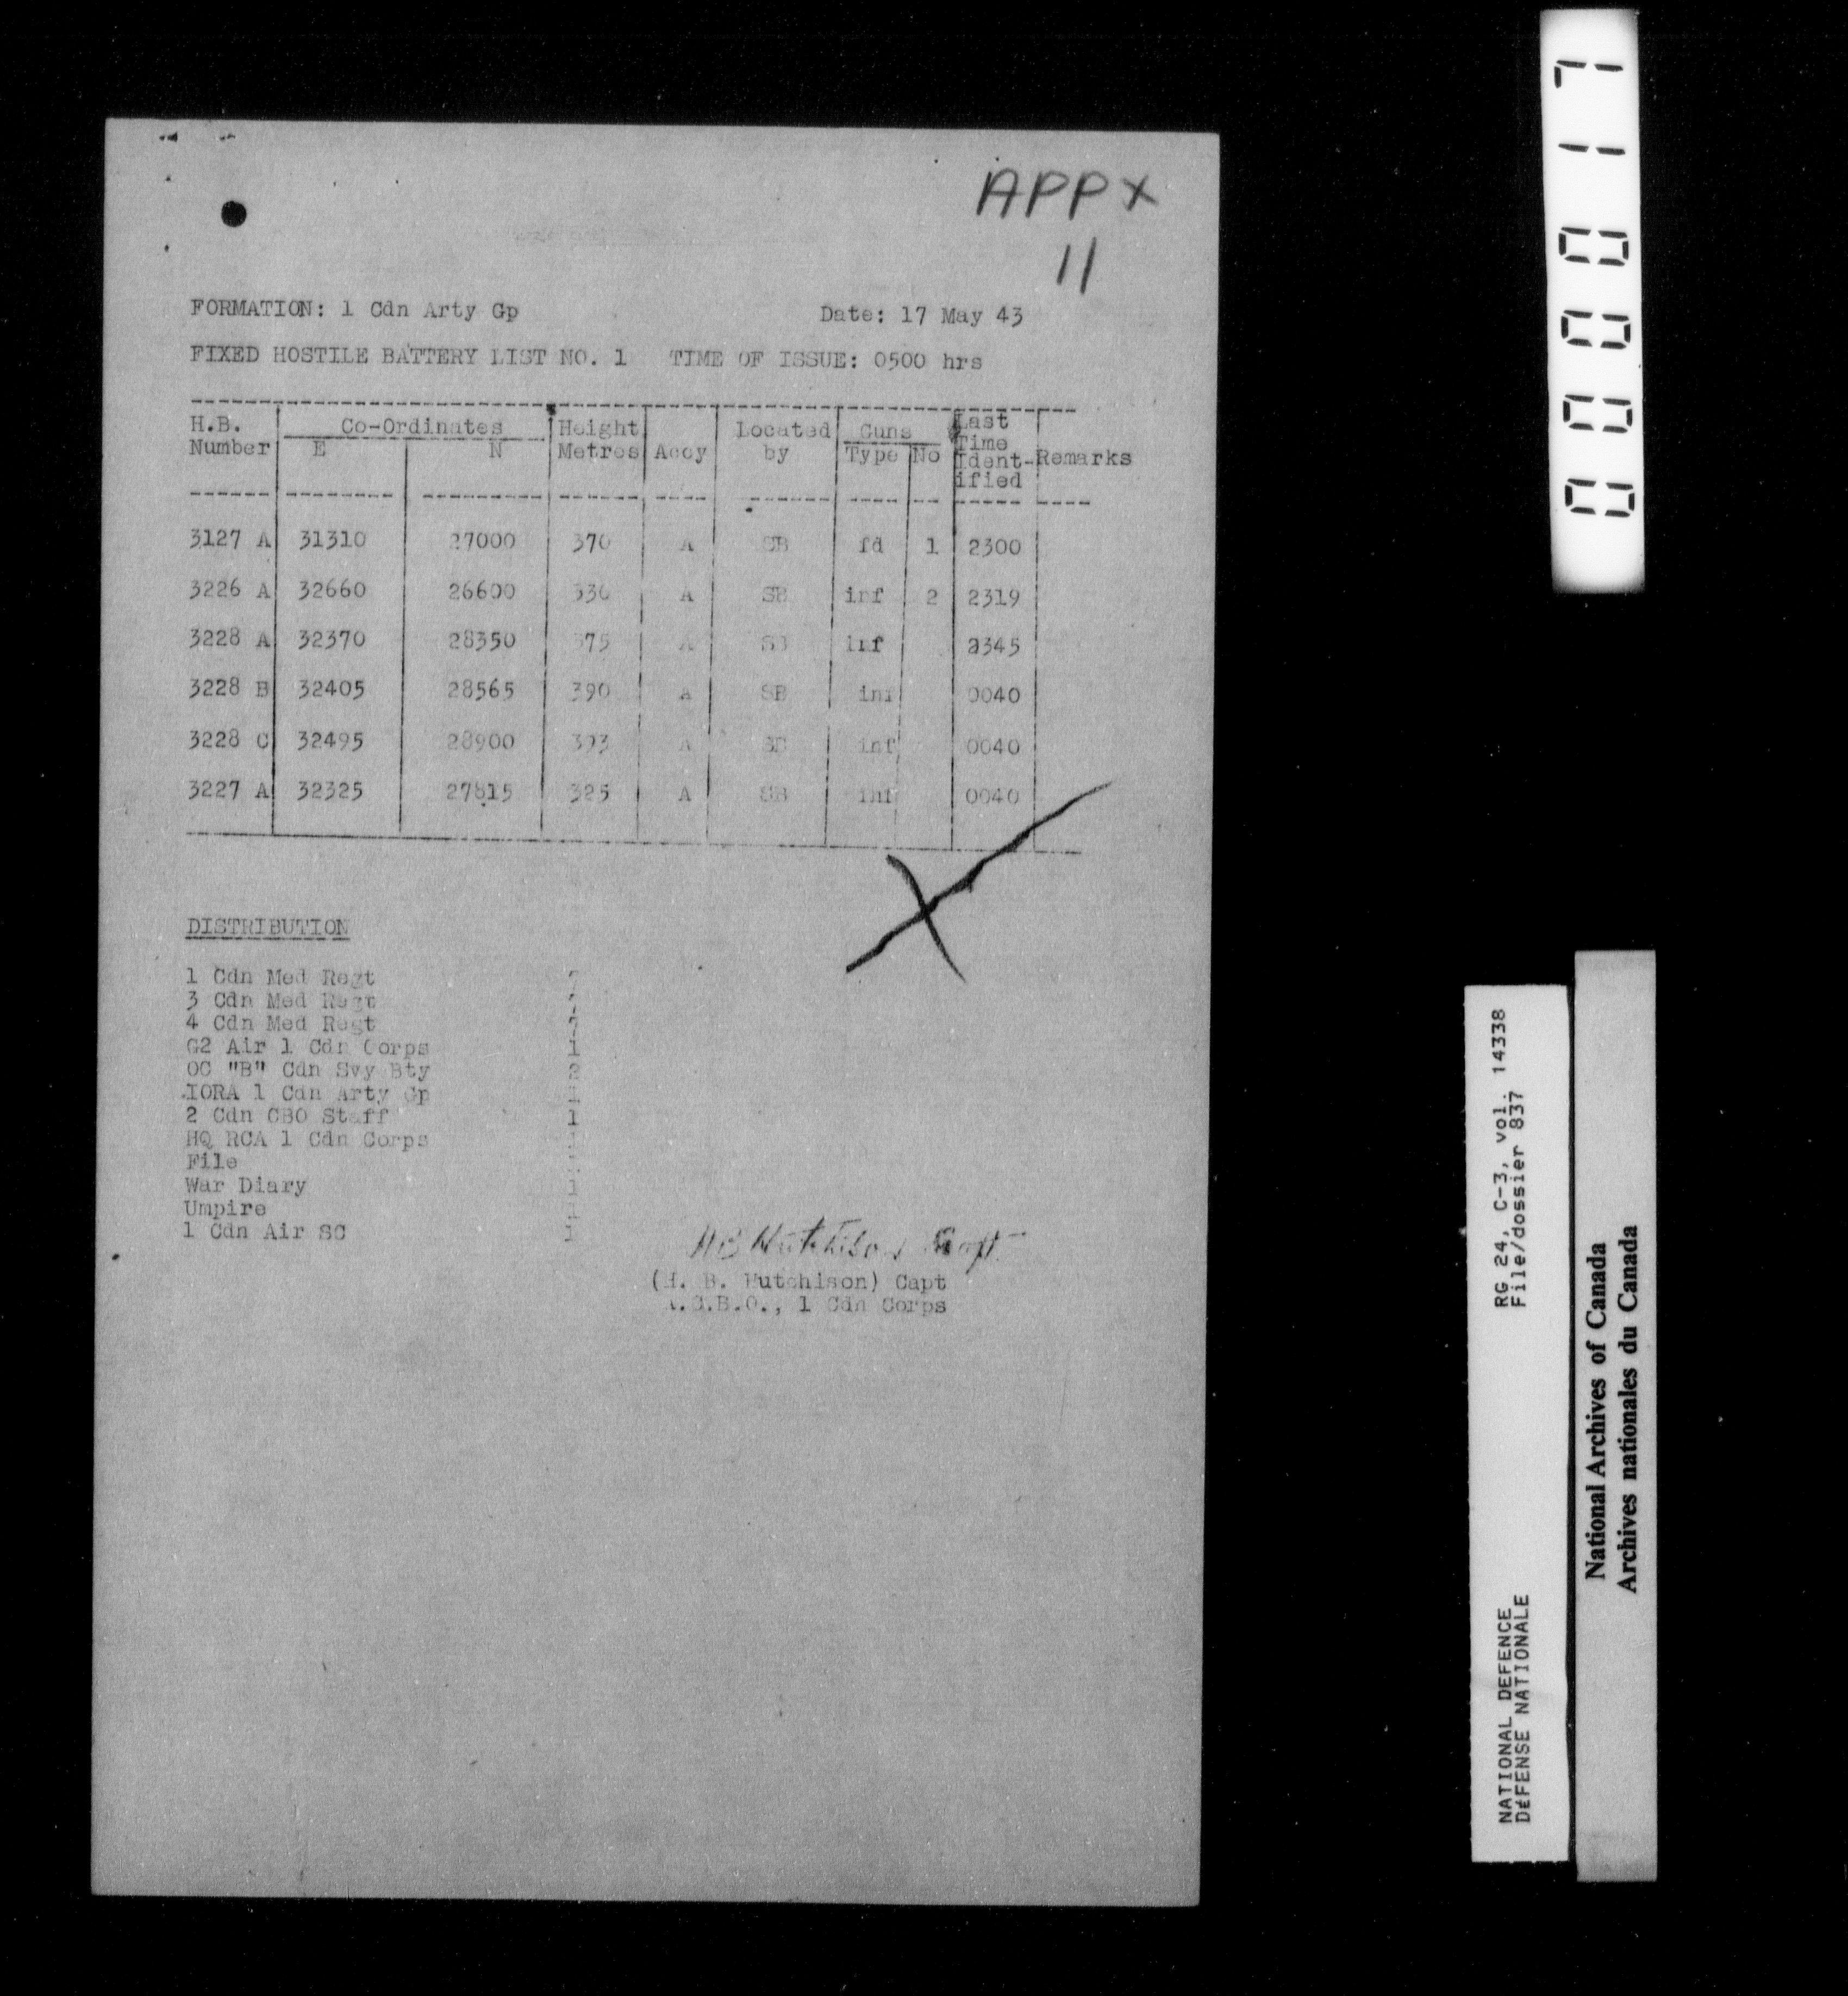 APPX
11
FORMATION: 1 Cdn Arty Gp Date: 17 May 43
FIXED HOSTILE BATTERY LIST NO. 1 TIME OF ISSUE: 0500 hrs
H.B. Number Co-Ordinates E N Height Metres Accy Located by Guns Type No Last Time Ident-ified Remarks
3127 A 31310 27000 370 A SB fd 1 2300
3226 A 32660 26600 A SB inf 2 2319
3228 A 32370 28350 A inf 2345
3228 B 32405 28565 390 A SB inf 0040
3228 C 32495 28900 393 A SB inf 0040
3227 A 32325 27815 325 A SB inf 0040
DISTRIBUTION
1 Cdn Med Regt
3 Cdn Med Regt
4 Cdn Med Regt
G2 Air 1 Cdn Corps 1
OC "B" Cdn Svy Bty 2
IORA 1 Cdn Arty Gp
2 Cdn CBO Staff 1
HQ RCA 1 Cdn Corps
File
War Diary 1
Umpire
1 Cdn Air SC 1
HB Hutchison Capt
(H. B. Hutchison) Capt
A.C.B.O., 1 Cdn Corps
000017
NATIONAL DEFENCE RG 24, C-3, vol. 14338
DÉFENSE NATIONALE File/dossier 837
National Archives of Canada
Archives nationales du Canada